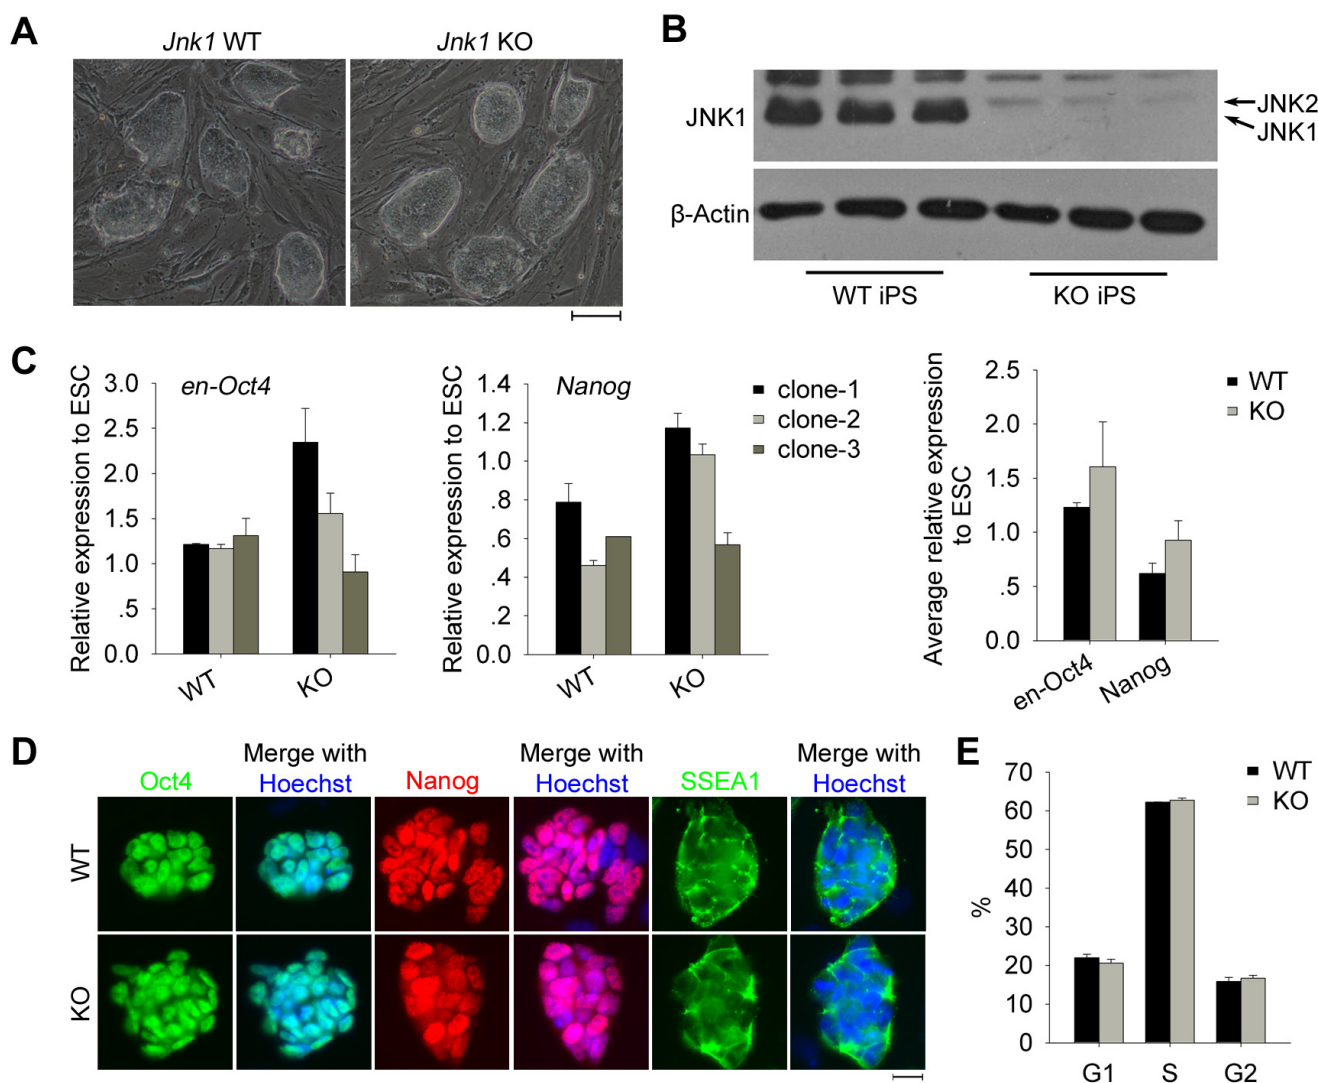 A
Jnk1 WT
Jnk1 KO
B
JNK1
JNK2
JNK1
β-Actin
WT iPS
KO iPS
C
Relative expression to ESC
3.0
2.5
2.0
1.5
1.0
.5
0.0
en-Oct4
WT
KO
Relative expression to ESC
1.4
1.2
1.0
.8
.6
.4
.2
0.0
Nanog
WT
KO
clone-1
clone-2
clone-3
Average relative expression
to ESC
2.5
2.0
1.5
1.0
.5
0.0
en-Oct4
Nanog
WT
KO
D
Oct4
Merge with
Hoechst
Nanog
Merge with
Hoechst
SSEA1
Merge with
Hoechst
WT
KO
E
%
70
60
50
40
30
20
10
0
G1
S
G2
WT
KO